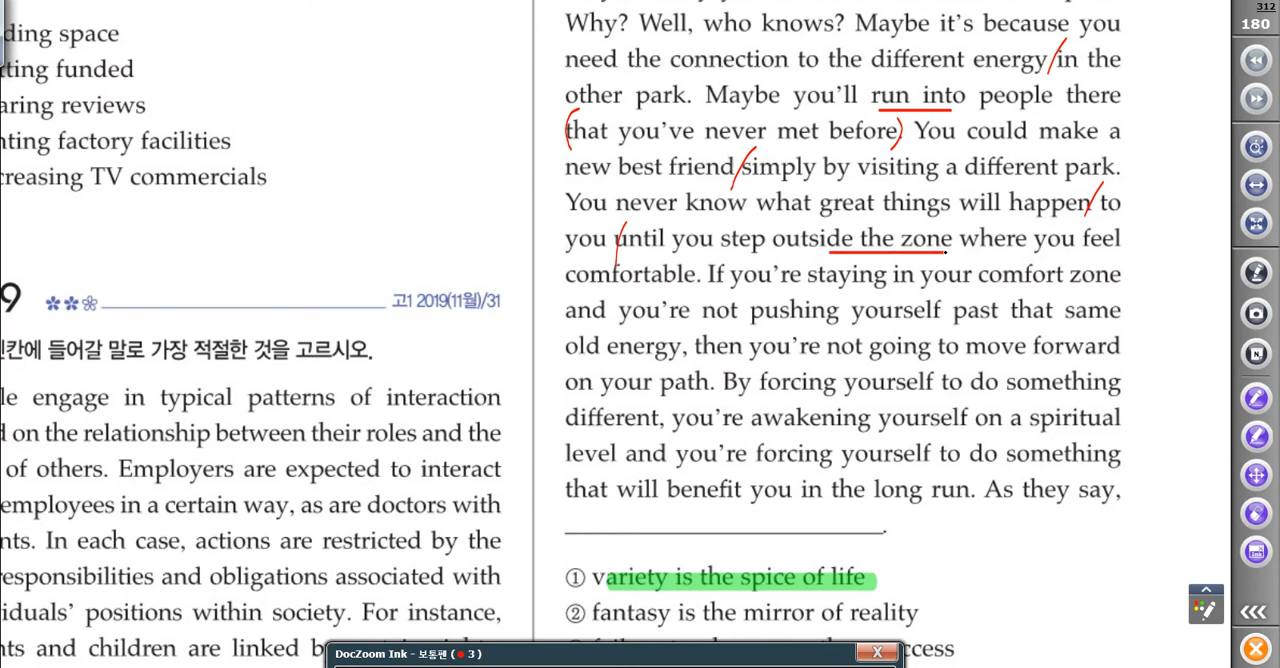 ding space
tting funded
aring reviews
nting factory facilities
creasing TV commercials
9
고1 2019(11월)/31
빈칸에 들어갈 말로 가장 적절한 것을 고르시오.
le engage in typical patterns of interaction
d on the relationship between their roles and the
of others. Employers are expected to interact
employees in a certain way, as are doctors with
nts. In each case, actions are restricted by the
responsibilities and obligations associated with
viduals' positions within society. For instance,
nts and children are linked
Why? Well, who knows? Maybe it's because you
need the connection to the different energy in the
other park. Maybe you'll run into people there
that you've never met before. You could make a
new best friend simply by visiting a different park.
You never know what great things will happen to
you until you step outside the zone where you feel
comfortable. If you're staying in your comfort zone
and you're not pushing yourself past that same
old energy, then you're not going to move forward
on your path. By forcing yourself to do something
different, you're awakening yourself on a spiritual
level and you're forcing yourself to do something
that will benefit you in the long run. As they say,
① variety is the spice of life
② fantasy is the mirror of reality
DocZoom Ink - 보통펜 ( 3 )
312
180